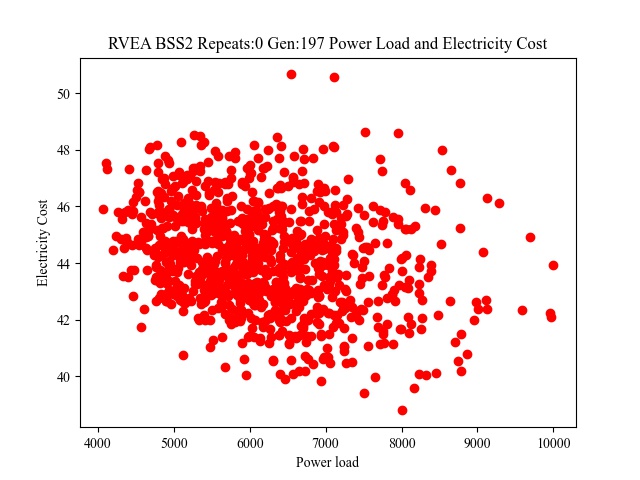 RVEA BSS2 Repeats:0 Gen:197 Power Load and Electricity Cost
Electricity Cost
50
48
46
44
42
40
4000 5000 6000 7000 8000 9000 10000
Power load